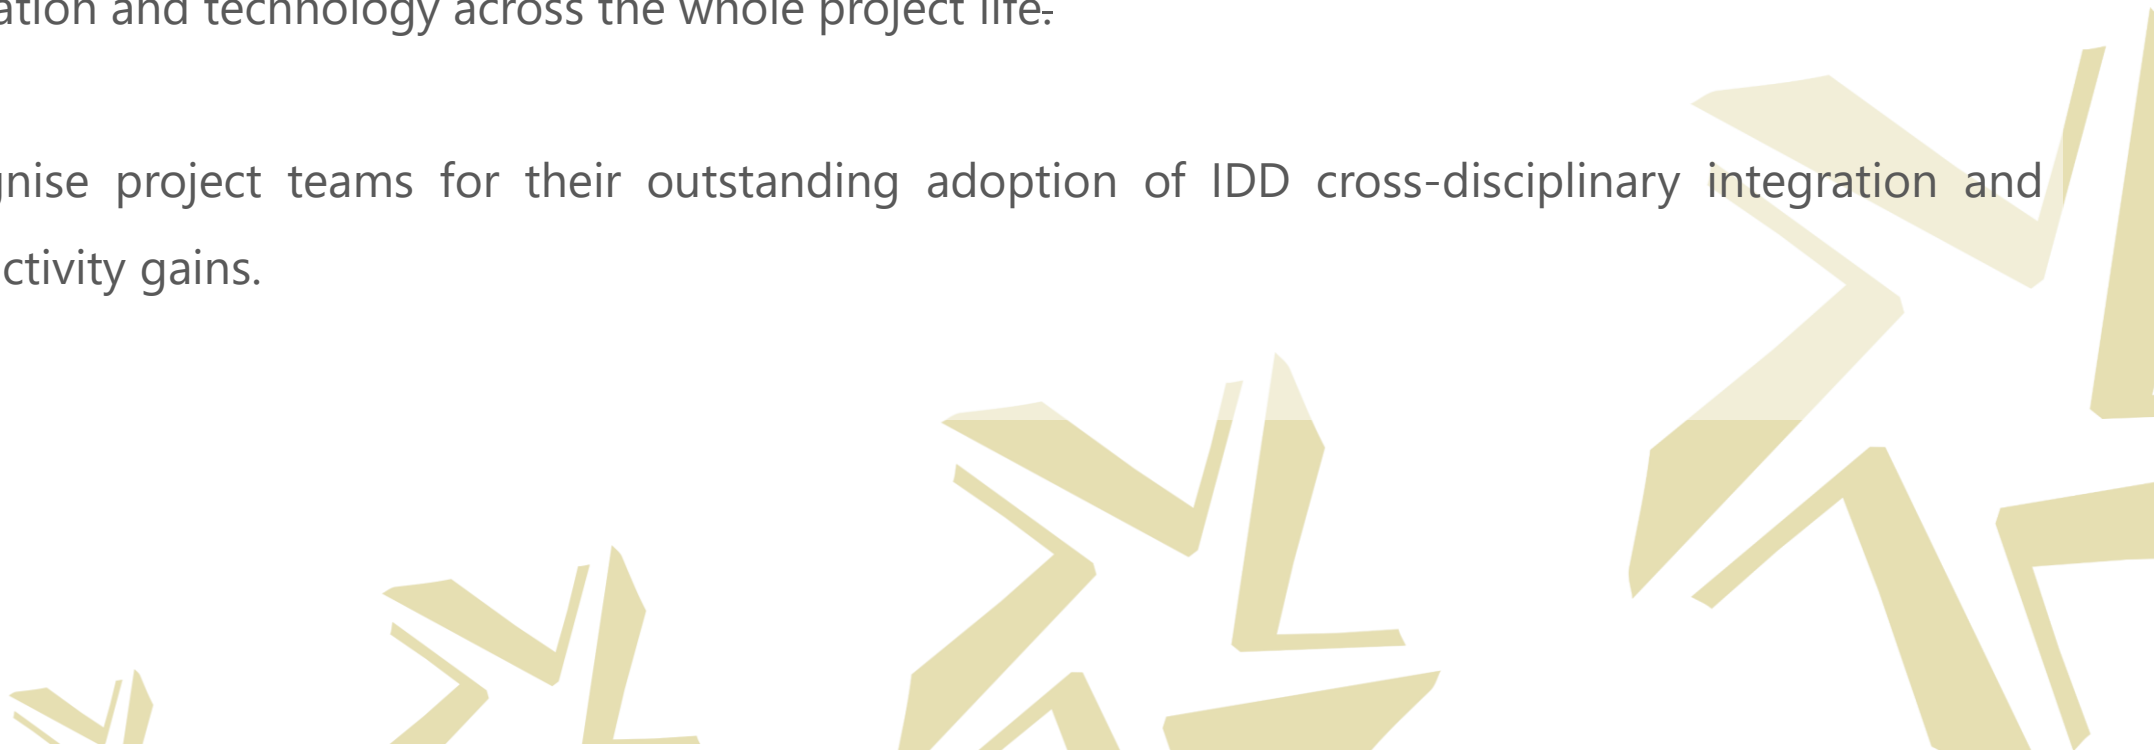 ation and technology across the whole project life.
gnise project teams for their outstanding adoption of IDD cross-disciplinary integration and
ctivity gains.